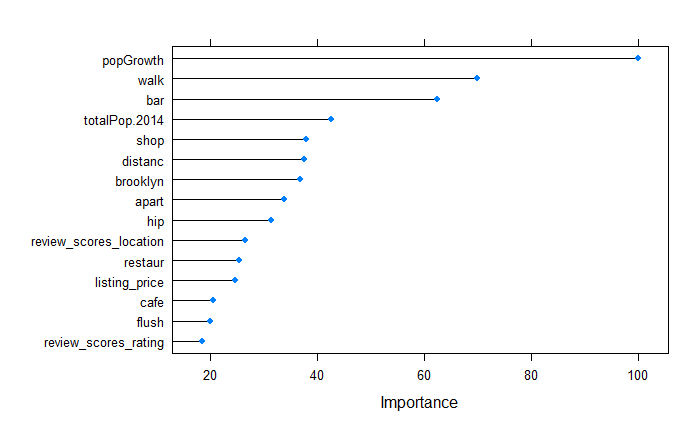 popGrowth
walk
bar
totalPop.2014
shop
distanc
brooklyn
apart
hip
review_scores_location
restaur
listing_price
cafe
flush
review_scores_rating
20 40 60 80 100
Importance